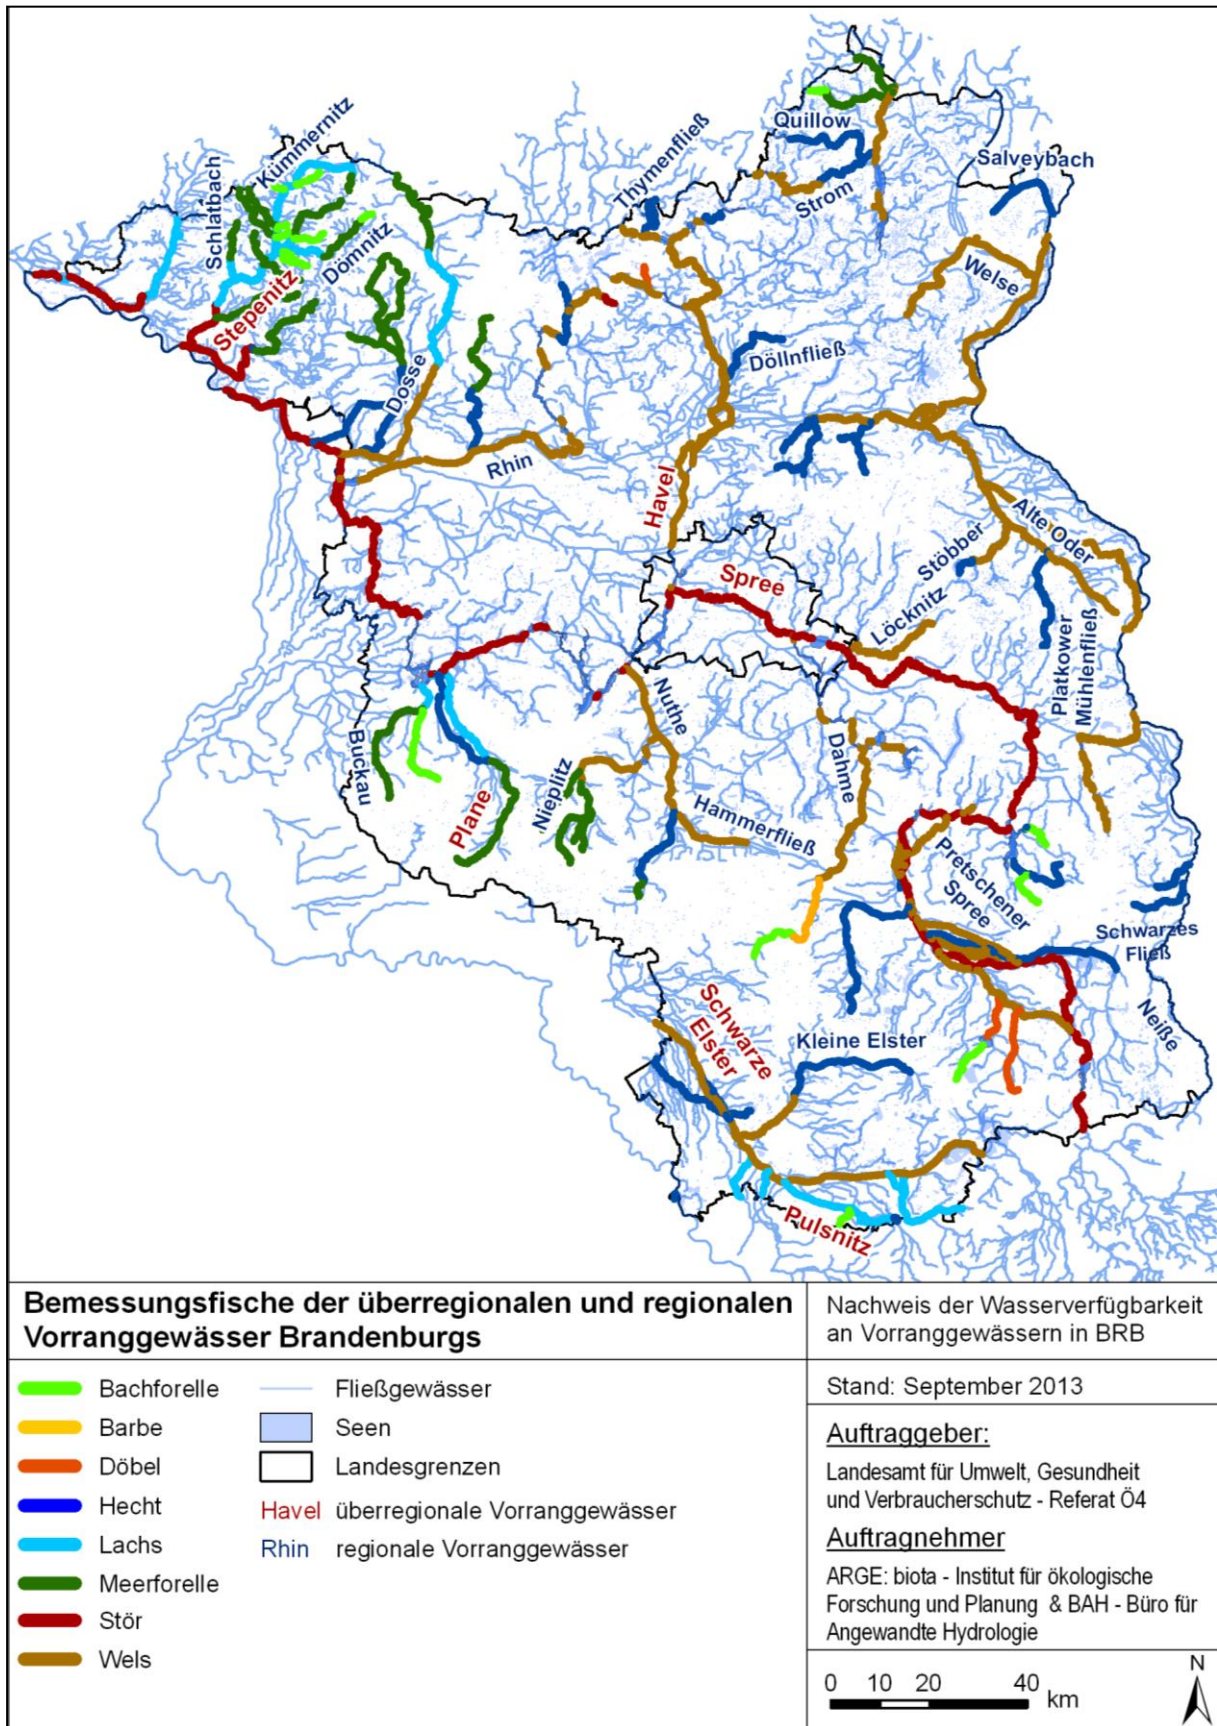 Quillow
Kümmernitz
Schlatbach
Thymenfließ
Salveybach
Strom
Dömnitz
Stepenitz
Welse
Döllnfließ
Dosse
Rhin
Havel
Alte Oder
Stöbber
Spree
Löcknitz
Platkower
Mühlenfließ
Nuthe
Dahme
Buckau
Plane
Nieplitz
Hammerfließ
Pretschener
Spree
Schwarzes
Fließ
Schwarze
Elster
Kleine Elster
Neiße
Pulsnitz
Bemessungsfische der überregionalen und regionalen
Vorranggewässer Brandenburgs
Bachforelle
Barbe
Döbel
Hecht
Lachs
Meerforelle
Stör
Wels
Fließgewässer
Seen
Landesgrenzen
Havel überregionale Vorranggewässer
Rhin regionale Vorranggewässer
Nachweis der Wasserverfügbarkeit
an Vorranggewässern in BRB
Stand: September 2013
Auftraggeber:
Landesamt für Umwelt, Gesundheit
und Verbraucherschutz - Referat Ö4
Auftragnehmer
ARGE: biota - Institut für ökologische
Forschung und Planung & BAH - Büro für
Angewandte Hydrologie
N
0 10 20 40 km